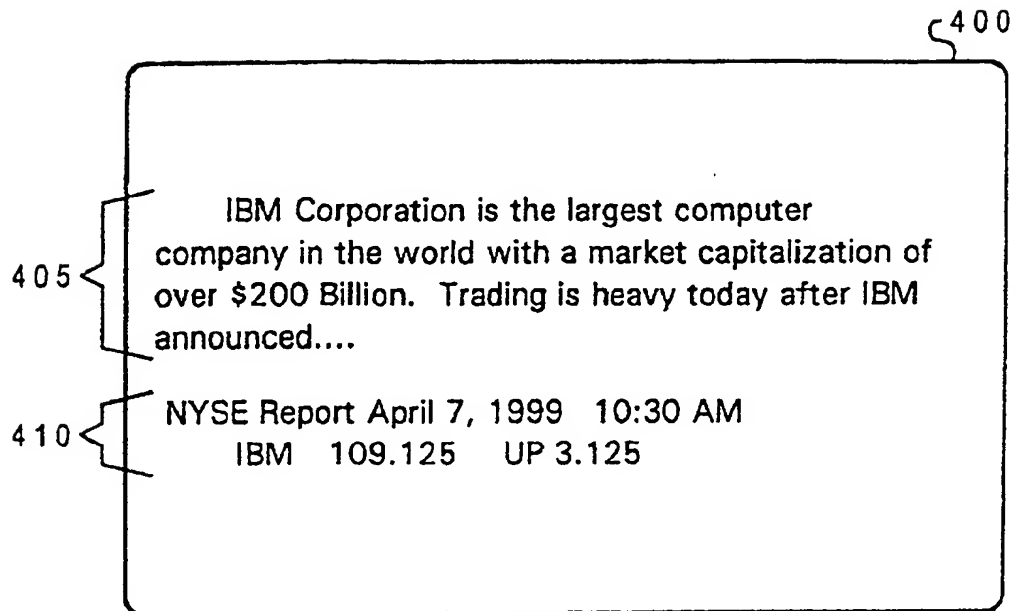 400
IBM Corporation is the largest computer
company in the world with a market capitalization of
405
over $200 Billion. Trading is heavy today after IBM
announced....
NYSE Report April 7, 1999 10:30 AM
410
IBM 109.125 UP 3.125